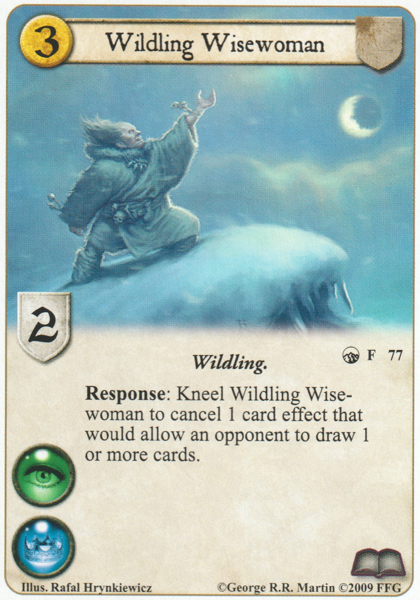 3
Wildling Wisewoman
2
Wildling.
F 77
Response: Kneel Wildling Wise-
woman to cancel 1 card effect that
would allow an opponent to draw 1
or more cards.
Illus. Rafał Hrynkiewicz
©George R.R. Martin ©2009 FFG